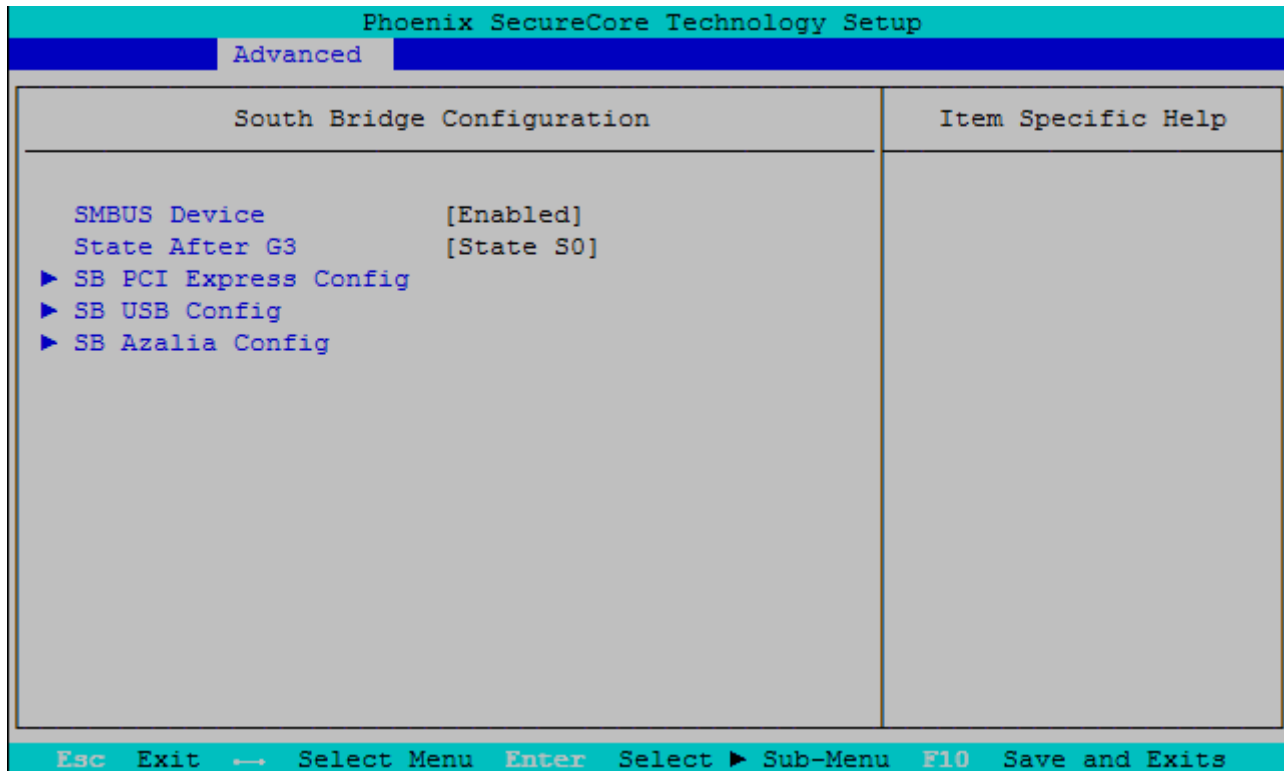 Phoenix SecureCore Technology Setup
Advanced
South Bridge Configuration
Item Specific Help
SMBUS Device [Enabled]
State After G3 [State S0]
► SB PCI Express Config
► SB USB Config
► SB Azalia Config
Esc Exit ↔ Select Menu Enter Select ► Sub-Menu F10 Save and Exits